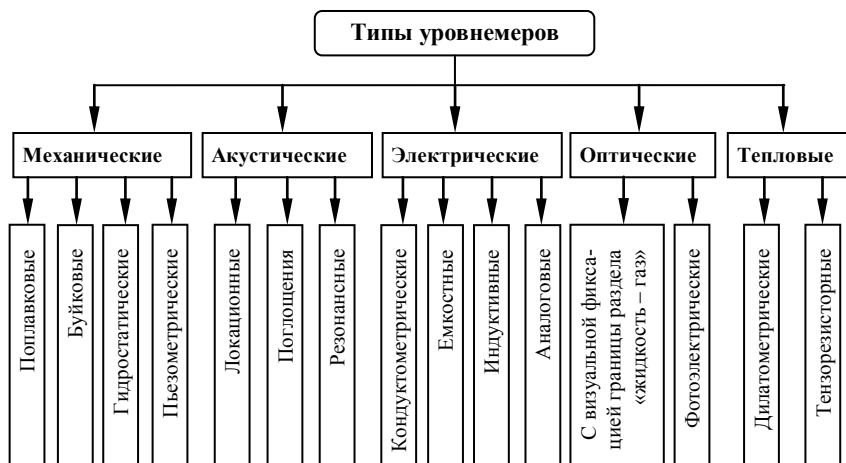 Типы уровнемеров
Механические
Акустические
Электрические
Оптические
Тепловые
Поплавковые
Буйковые
Гидростатические
Пьезометрические
Локационные
Поглощения
Резонансные
Кондуктометрические
Емкостные
Индуктивные
Аналоговые
С визуальной фикса-
цией границы раздела
«жидкость – газ»
Фотоэлектрические
Дилатометрические
Тензорезисторные